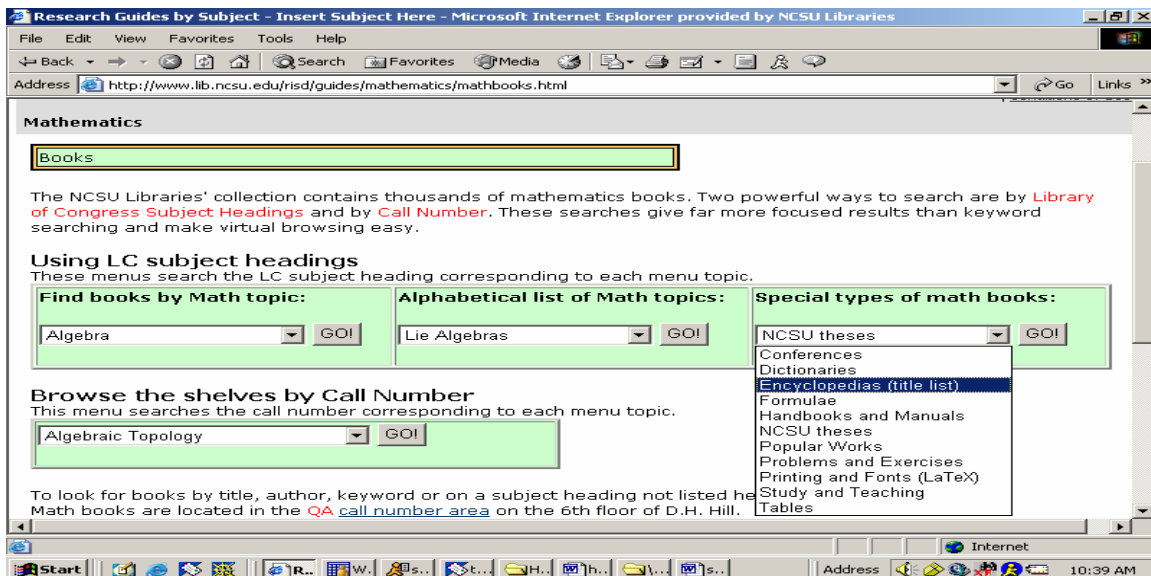 Research Guides by Subject - Insert Subject Here - Microsoft Internet Explorer provided by NCSU Libraries
File Edit View Favorites Tools Help
Back Search Favorites Media
Address http://www.lib.ncsu.edu/risd/guides/mathematics/mathbooks.html Go Links »
Mathematics
Books
The NCSU Libraries' collection contains thousands of mathematics books. Two powerful ways to search are by Library
of Congress Subject Headings and by Call Number. These searches give far more focused results than keyword
searching and make virtual browsing easy.
Using LC subject headings
These menus search the LC subject heading corresponding to each menu topic.
Find books by Math topic: Alphabetical list of Math topics: Special types of math books:
Algebra GO! Lie Algebras GO! NCSU theses GO!
Conferences
Dictionaries
Encyclopedias (title list)
Formulae
Handbooks and Manuals
NCSU theses
Popular Works
Problems and Exercises
Printing and Fonts (LaTeX)
Study and Teaching
Tables
Browse the shelves by Call Number
This menu searches the call number corresponding to each menu topic.
Algebraic Topology GO!
To look for books by title, author, keyword or on a subject heading not listed he
Math books are located in the QA call number area on the 6th floor of D.H. Hill.
Internet
Start R.. W. s.. t... H.. h.. \... s.. Address 10:39 AM